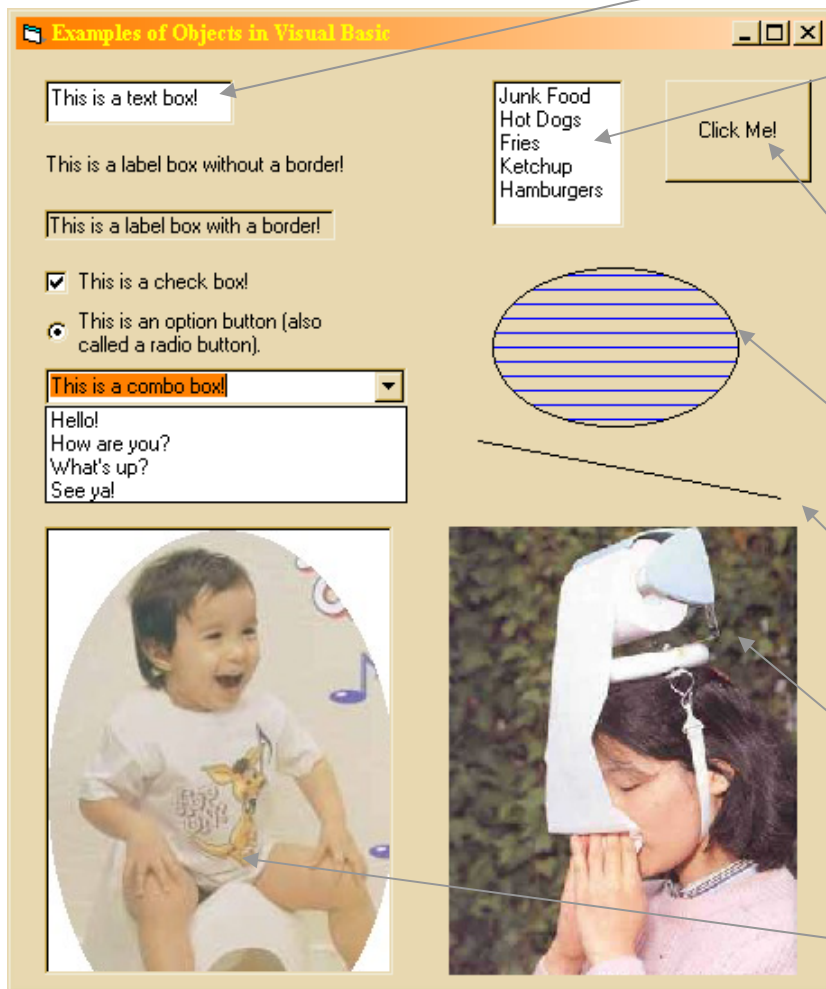 Examples of Objects in Visual Basic
This is a text box!
This is a label box without a border!
This is a label box with a border!
This is a check box!
This is an option button (also
called a radio button).
This is a combo box!
Hello!
How are you?
What's up?
See ya!
Junk Food
Hot Dogs
Fries
Ketchup
Hamburgers
Click Me!